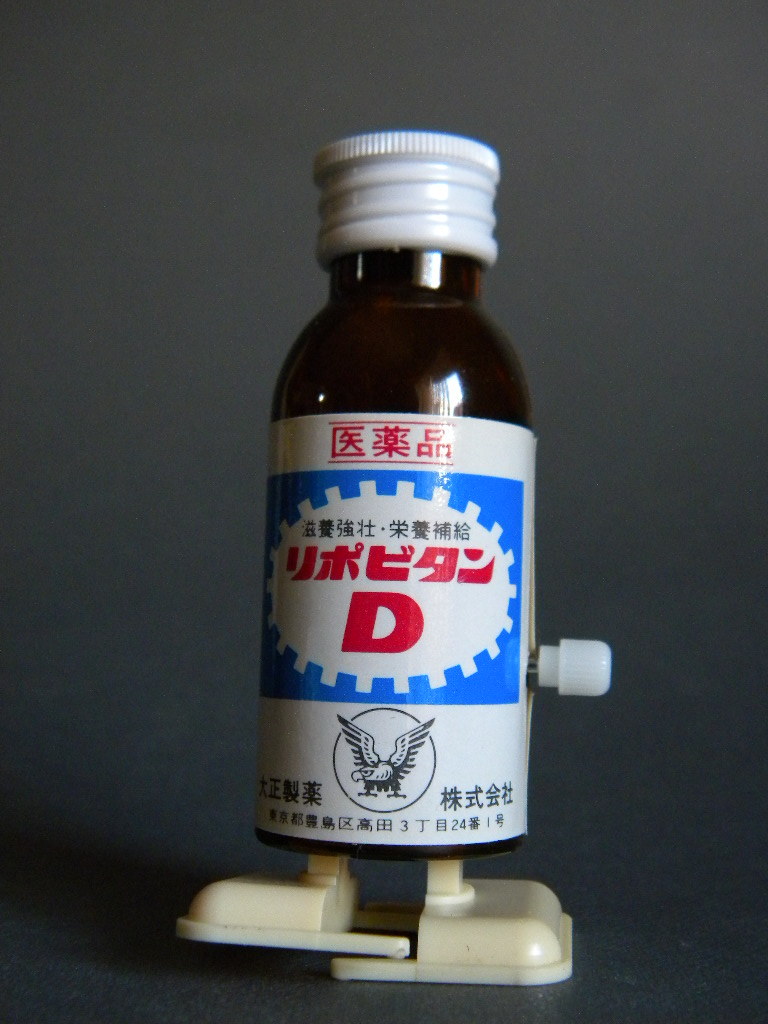 医薬品
滋養強壮・栄養補給
リポビタン
D
大正製薬 株式会社
東京都豊島区高田3丁目24番1号